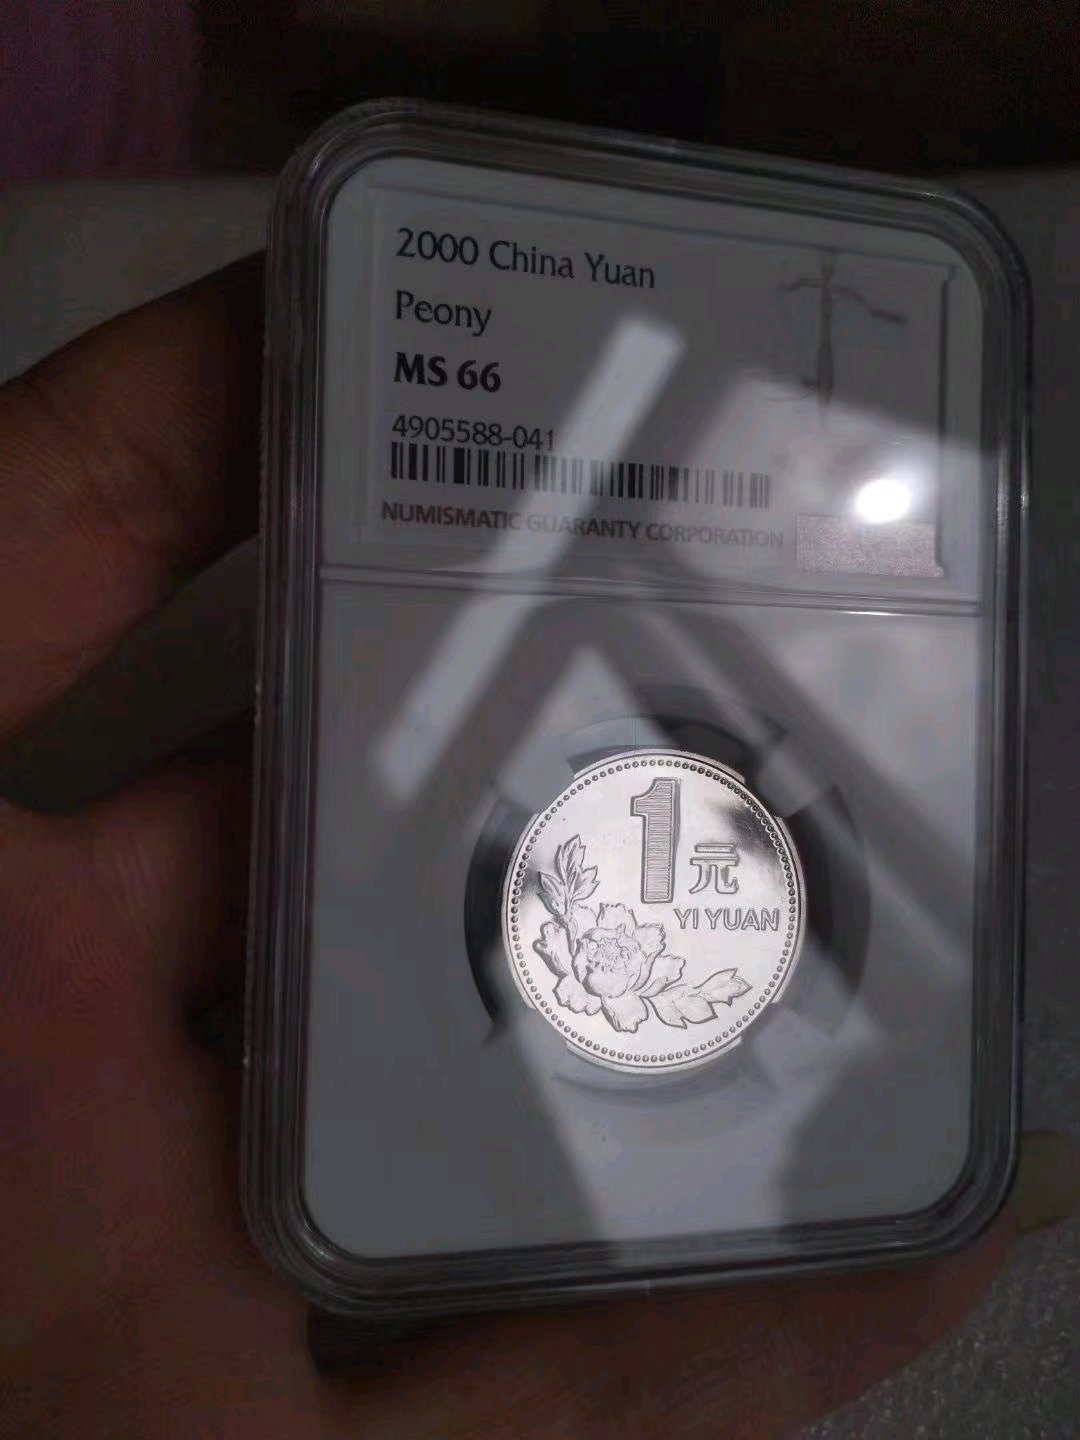 2000 China Yuan
Peony
MS 66
4905588-041
NUMISMATIC GUARANTY CORPORATION
1
元
YI YUAN